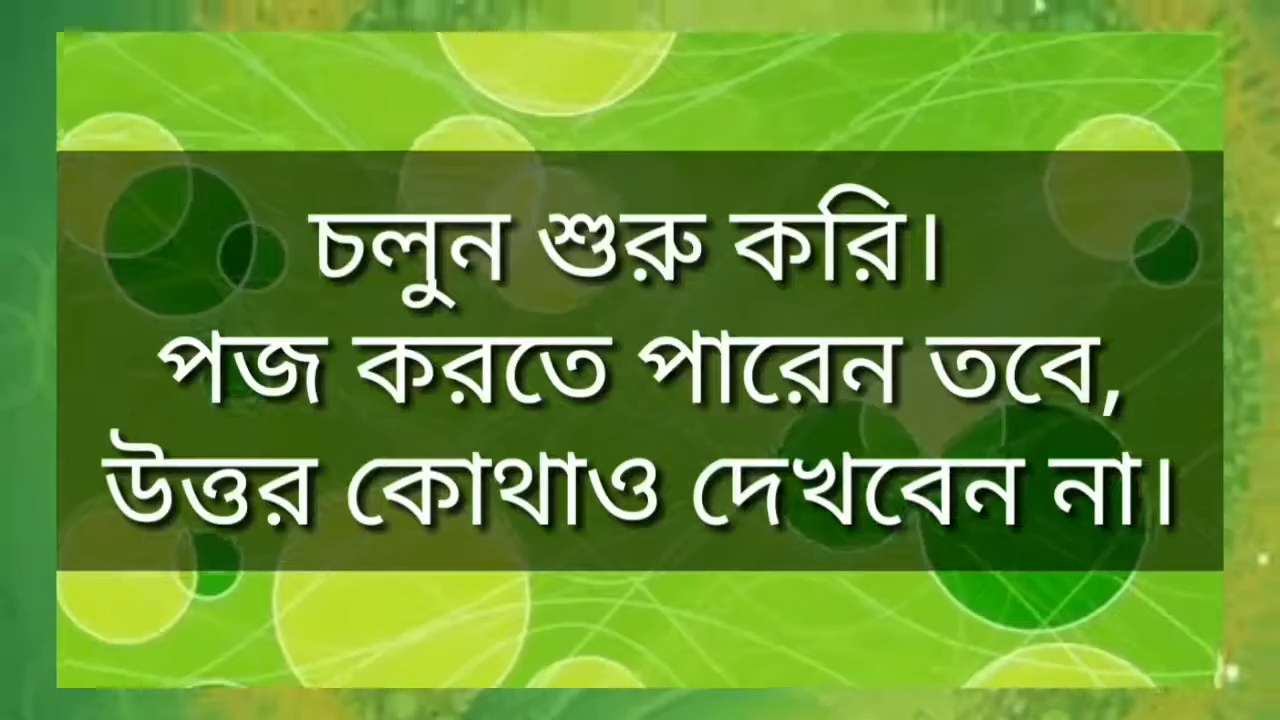 চলুন শুরু করি।
পজ করতে পারেন তবে,
উত্তর কোথাও দেখবেন না।